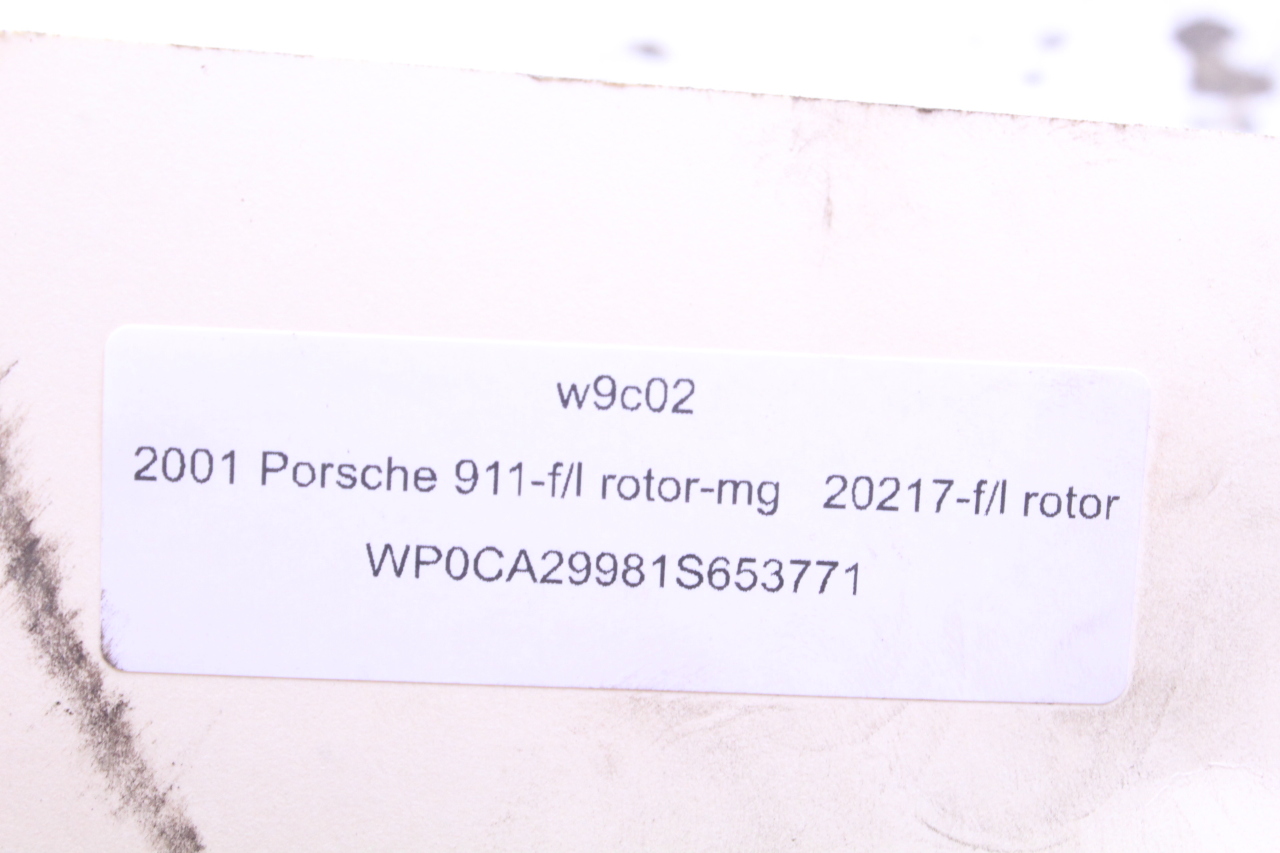 w9c02
2001 Porsche 911-f/l rotor-mg 20217-f/l rotor
WP0CA29981S653771